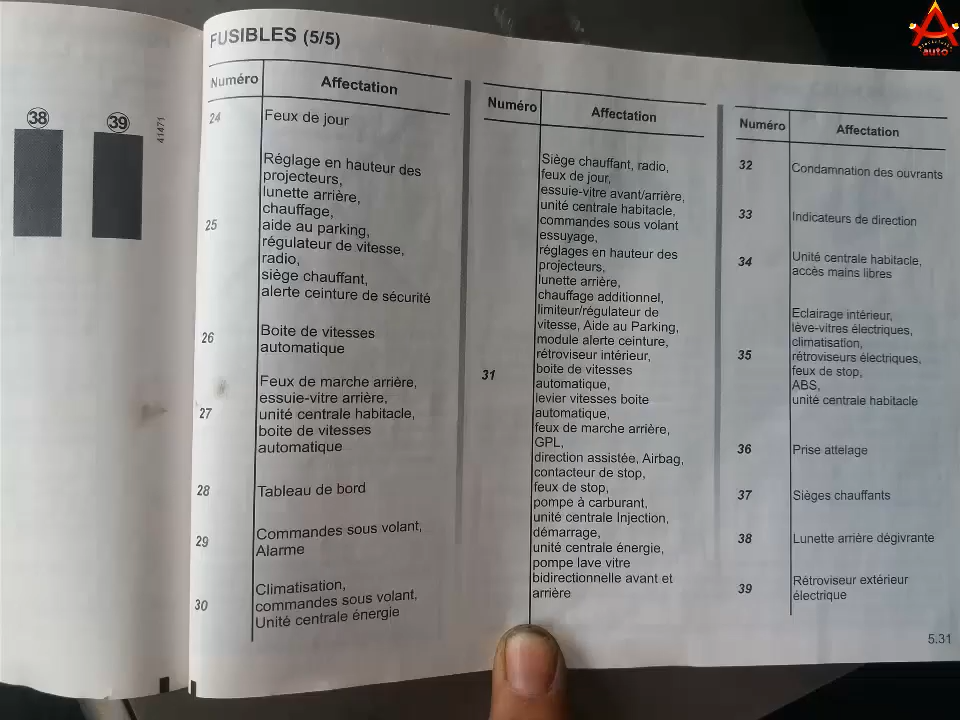 38
39
41471
FUSIBLES (5/5)
Numéro Affectation
24 Feux de jour
Réglage en hauteur des
projecteurs,
lunette arrière,
chauffage,
25 aide au parking,
régulateur de vitesse,
radio,
siège chauffant,
alerte ceinture de sécurité
26 Boite de vitesses
automatique
Feux de marche arrière,
essuie-vitre arrière,
27 unité centrale habitacle,
boite de vitesses
automatique
28 Tableau de bord
29 Commandes sous volant,
Alarme
Climatisation,
30 commandes sous volant,
Unité centrale énergie
Numéro Affectation
Siège chauffant, radio,
feux de jour,
essuie-vitre avant/arrière,
unité centrale habitacle,
commandes sous volant
essuyage,
réglages en hauteur des
projecteurs,
lunette arrière,
chauffage additionnel,
limiteur/régulateur de
vitesse, Aide au Parking,
module alerte ceinture,
rétroviseur intérieur,
31 boite de vitesses
automatique,
levier vitesses boite
automatique,
feux de marche arrière,
GPL,
direction assistée, Airbag,
contacteur de stop,
feux de stop,
pompe à carburant,
unité centrale Injection,
démarrage,
unité centrale énergie,
pompe lave vitre
bidirectionnelle avant et
arrière
Numéro Affectation
32 Condamnation des ouvrants
33 Indicateurs de direction
34 Unité centrale habitacle,
accès mains libres
Eclairage intérieur,
lève-vitres électriques,
climatisation,
35 rétroviseurs électriques,
feux de stop,
ABS,
unité centrale habitacle
36 Prise attelage
37 Sièges chauffants
38 Lunette arrière dégivrante
39 Rétroviseur extérieur
électrique
5.31
auto